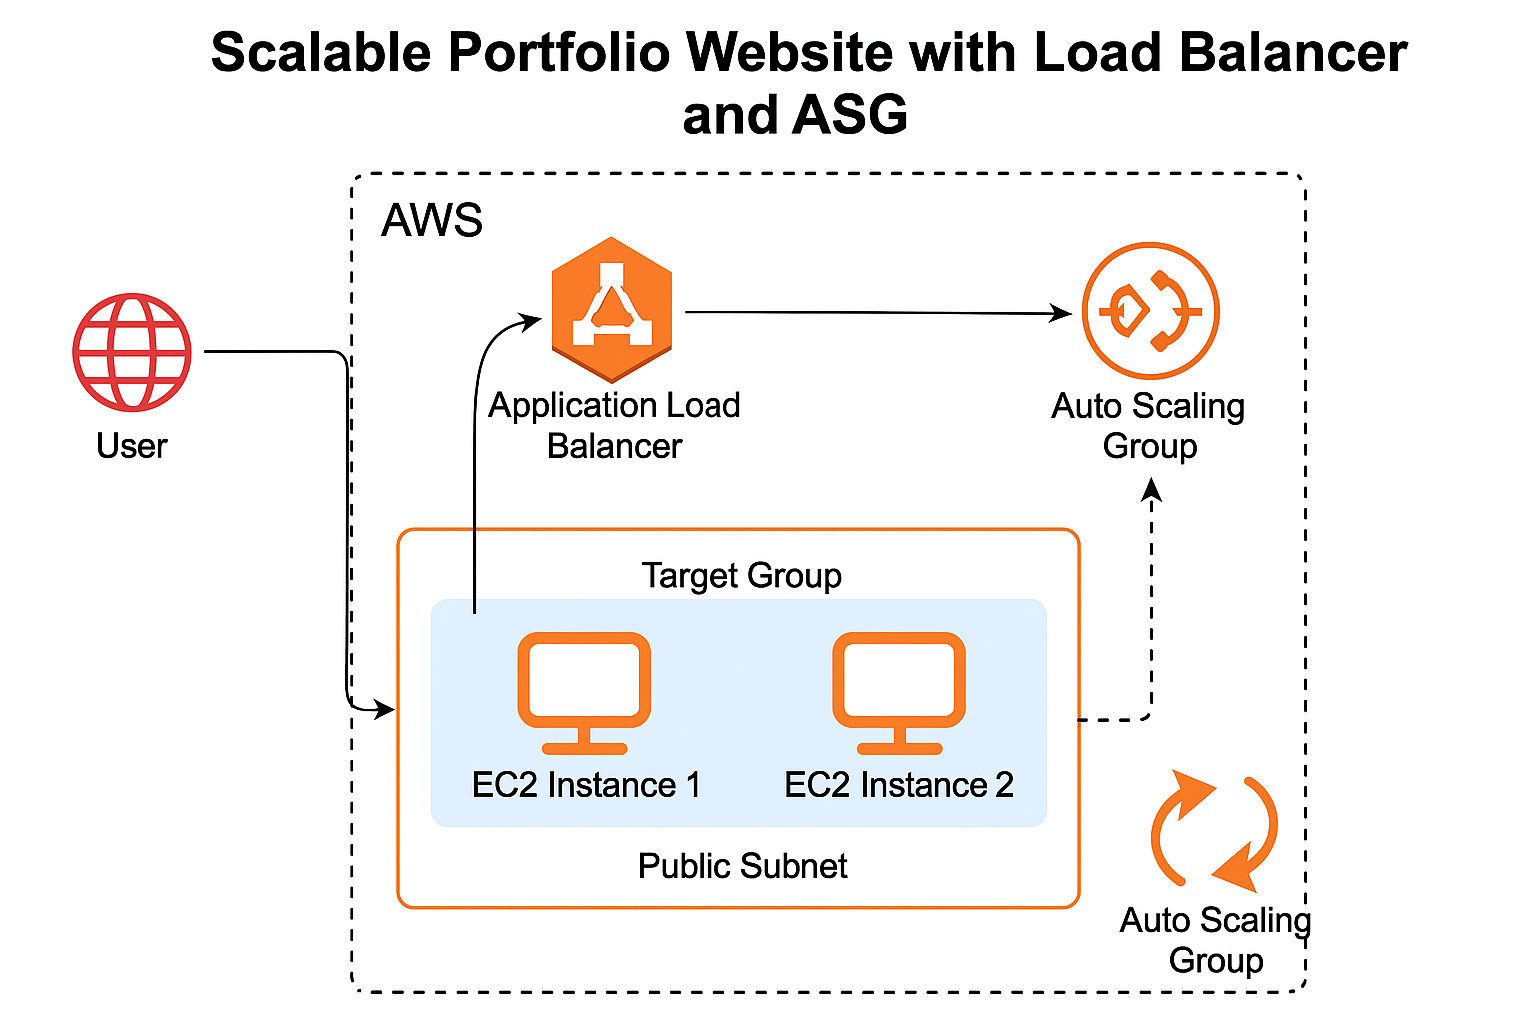 Scalable Portfolio Website with Load Balancer
and ASG
AWS
User
Application Load
Balancer
Auto Scaling
Group
Target Group
EC2 Instance 1
EC2 Instance 2
Public Subnet
Auto Scaling
Group